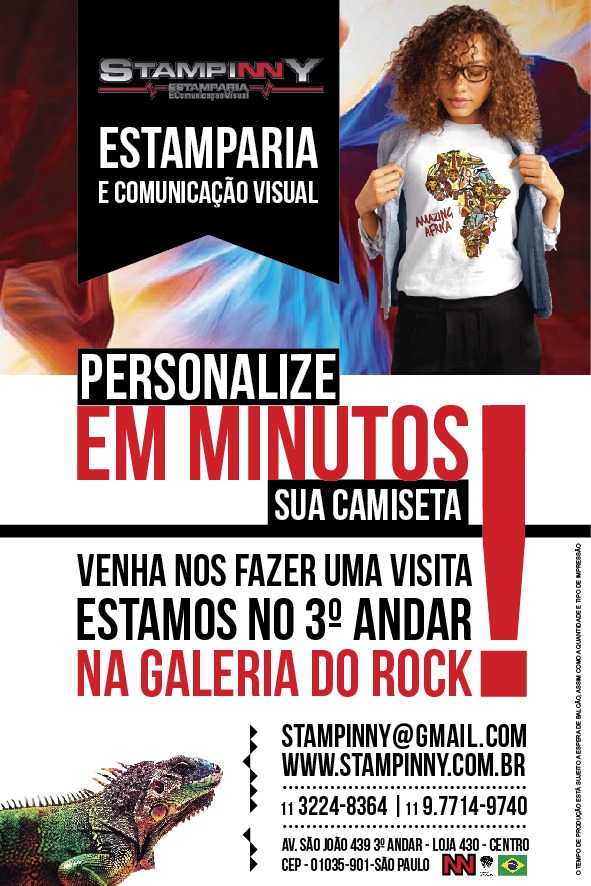 STAMPINNY
ESTAMPARIA
EComunicaçãoVisual
ESTAMPARIA
E COMUNICAÇÃO VISUAL
AMAZING
AFRICA
PERSONALIZE
EM MINUTOS
SUA CAMISETA
!
VENHA NOS FAZER UMA VISITA
ESTAMOS NO 3º ANDAR
NA GALERIA DO ROCK
STAMPINNY@GMAIL.COM
WWW.STAMPINNY.COM.BR
11 3224-8364 | 11 9.7714-9740
AV. SÃO JOÃO 439 3º ANDAR - LOJA 430 - CENTRO
CEP - 01035-901-SÃO PAULO NN
O TEMPO DE PRODUÇÃO ESTÁ SUJEITO A ESPERA DE BALCÃO, ASSIM COMO A QUANTIDADE E TIPO DE IMPRESSÃO